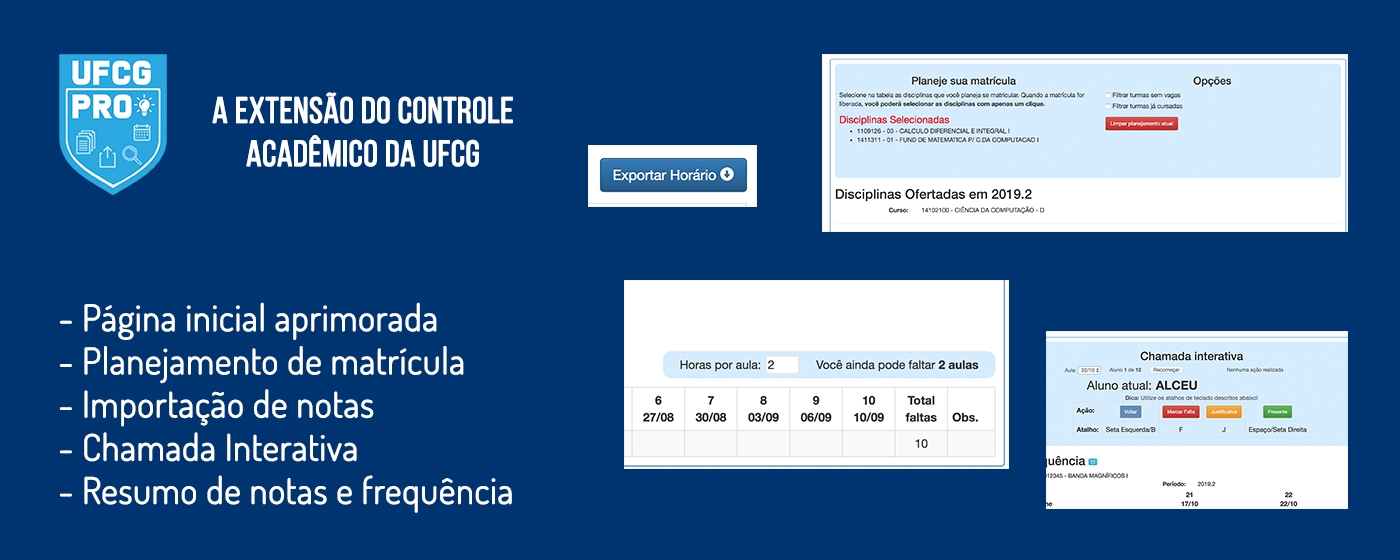 UFCG
PRO
A EXTENSÃO DO CONTROLE
ACADÊMICO DA UFCG
- Página inicial aprimorada
- Planejamento de matrícula
- Importação de notas
- Chamada Interativa
- Resumo de notas e frequência
Exportar Horário
Planeje sua matrícula
Selecione na tabela as disciplinas que você planeja se matricular. Quando a matrícula for
liberada, você poderá selecionar as disciplinas com apenas um clique.
Disciplinas Selecionadas
1109126 - 03 - CALCULO DIFERENCIAL E INTEGRAL I
1411311 - 01 - FUND DE MATEMATICA P/ C.DA COMPUTACAO I
Opções
Filtrar turmas sem vagas
Filtrar turmas já cursadas
Limpar planejamento atual
Disciplinas Ofertadas em 2019.2
Curso: 14102100 - CIÊNCIA DA COMPUTAÇÃO - D
Horas por aula: 2 Você ainda pode faltar 2 aulas
6 7 8 9 10 Total
27/08 30/08 03/09 06/09 10/09 faltas Obs.
10
Chamada interativa
Aula: 22/10 Aluno 1 de 12 Recomeçar Nenhuma ação realizada
Aluno atual: ALCEU
Dica: Utilize os atalhos de teclado descritos abaixo!
Ação: Voltar Marcar Falta Justificativa Presente
Atalho: Seta Esquerda/B F J Espaço/Seta Direita
quência
012345 - BANDA MAGNÍFICOS I
Período: 2019.2
21 22
me 17/10 22/10